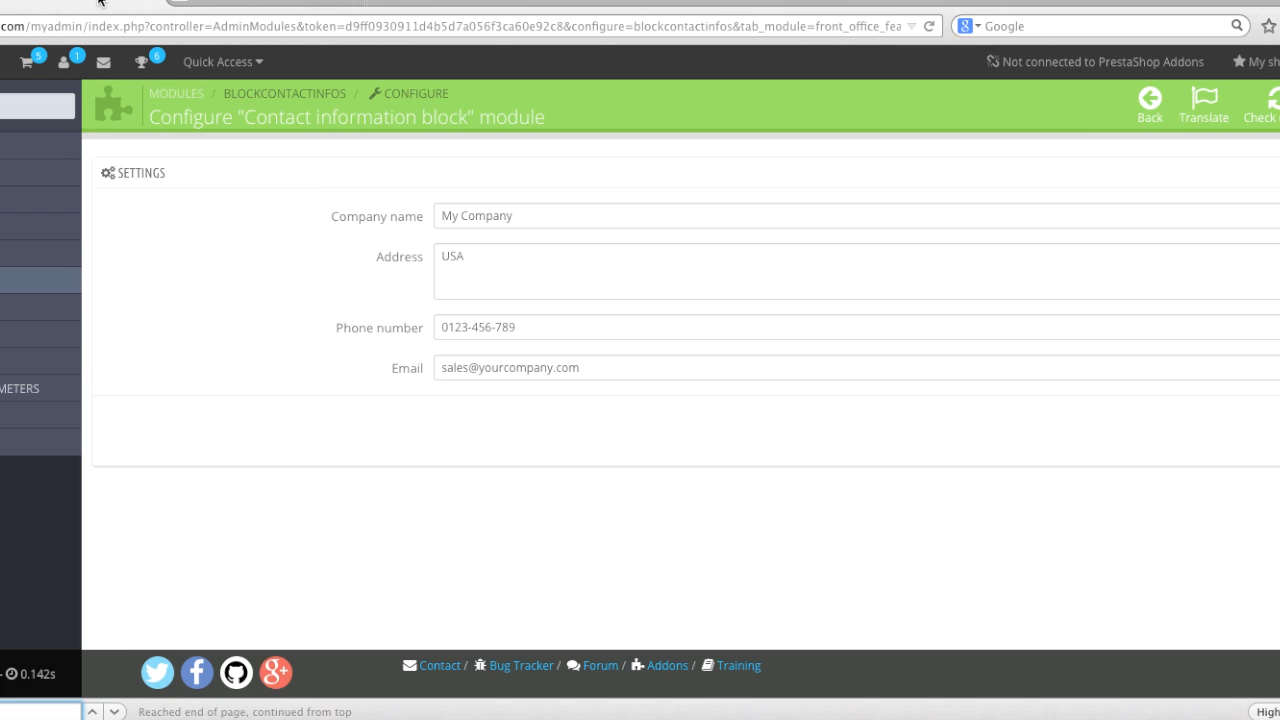 com/myadmin/index.php?controller=AdminModules&token=d9ff0930911d4b5d7a056f3ca60e92c8&configure=blockcontactinfos&tab_module=front_office_fea
Google
5
1
6
Quick Access
Not connected to PrestaShop Addons
My sh
MODULES / BLOCKCONTACTINFOS / CONFIGURE
Configure "Contact information block" module
Back
Translate
Check
SETTINGS
Company name
My Company
Address
USA
Phone number
0123-456-789
Email
sales@yourcompany.com
METERS
- 0.142s
Contact / Bug Tracker / Forum / Addons / Training
Reached end of page, continued from top
High